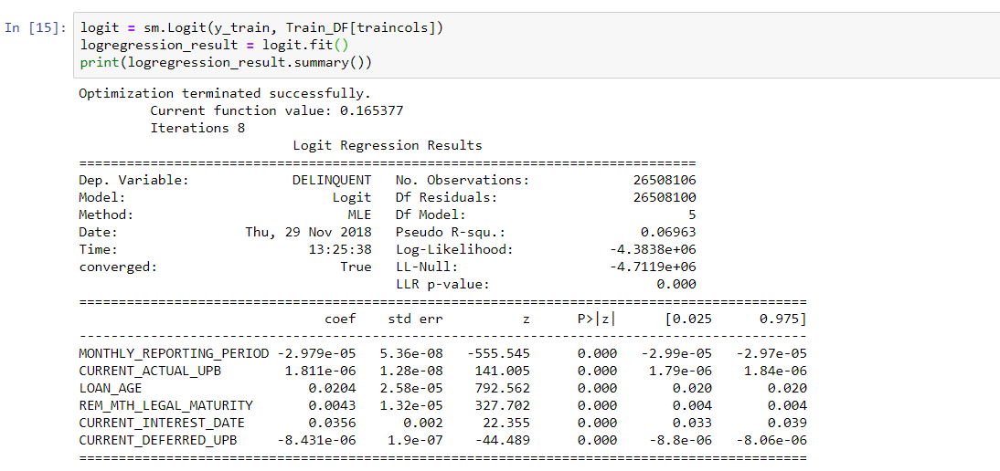 In [15]: logit = sm.Logit(y_train, Train_DF[traincols])
logregression_result = logit.fit()
print(logregression_result.summary())
Optimization terminated successfully.
         Current function value: 0.165377
         Iterations 8
                           Logit Regression Results
==============================================================================
Dep. Variable:             DELINQUENT   No. Observations:             26508106
Model:                          Logit   Df Residuals:                 26508100
Method:                           MLE   Df Model:                            5
Date:                Thu, 29 Nov 2018   Pseudo R-squ.:                 0.06963
Time:                        13:25:38   Log-Likelihood:            -4.3838e+06
converged:                       True   LL-Null:                   -4.7119e+06
                                        LLR p-value:                     0.000
============================================================================================
                               coef    std err          z      P>|z|      [0.025      0.975]
--------------------------------------------------------------------------------------------
MONTHLY_REPORTING_PERIOD -2.979e-05   5.36e-08   -555.545      0.000   -2.99e-05   -2.97e-05
CURRENT_ACTUAL_UPB        1.811e-06   1.28e-08    141.005      0.000    1.79e-06    1.84e-06
LOAN_AGE                     0.0204   2.58e-05    792.562      0.000       0.020       0.020
REM_MTH_LEGAL_MATURITY       0.0043   1.32e-05    327.702      0.000       0.004       0.004
CURRENT_INTEREST_DATE        0.0356      0.002     22.355      0.000       0.033       0.039
CURRENT_DEFERRED_UPB     -8.431e-06    1.9e-07    -44.489      0.000    -8.8e-06   -8.06e-06
============================================================================================